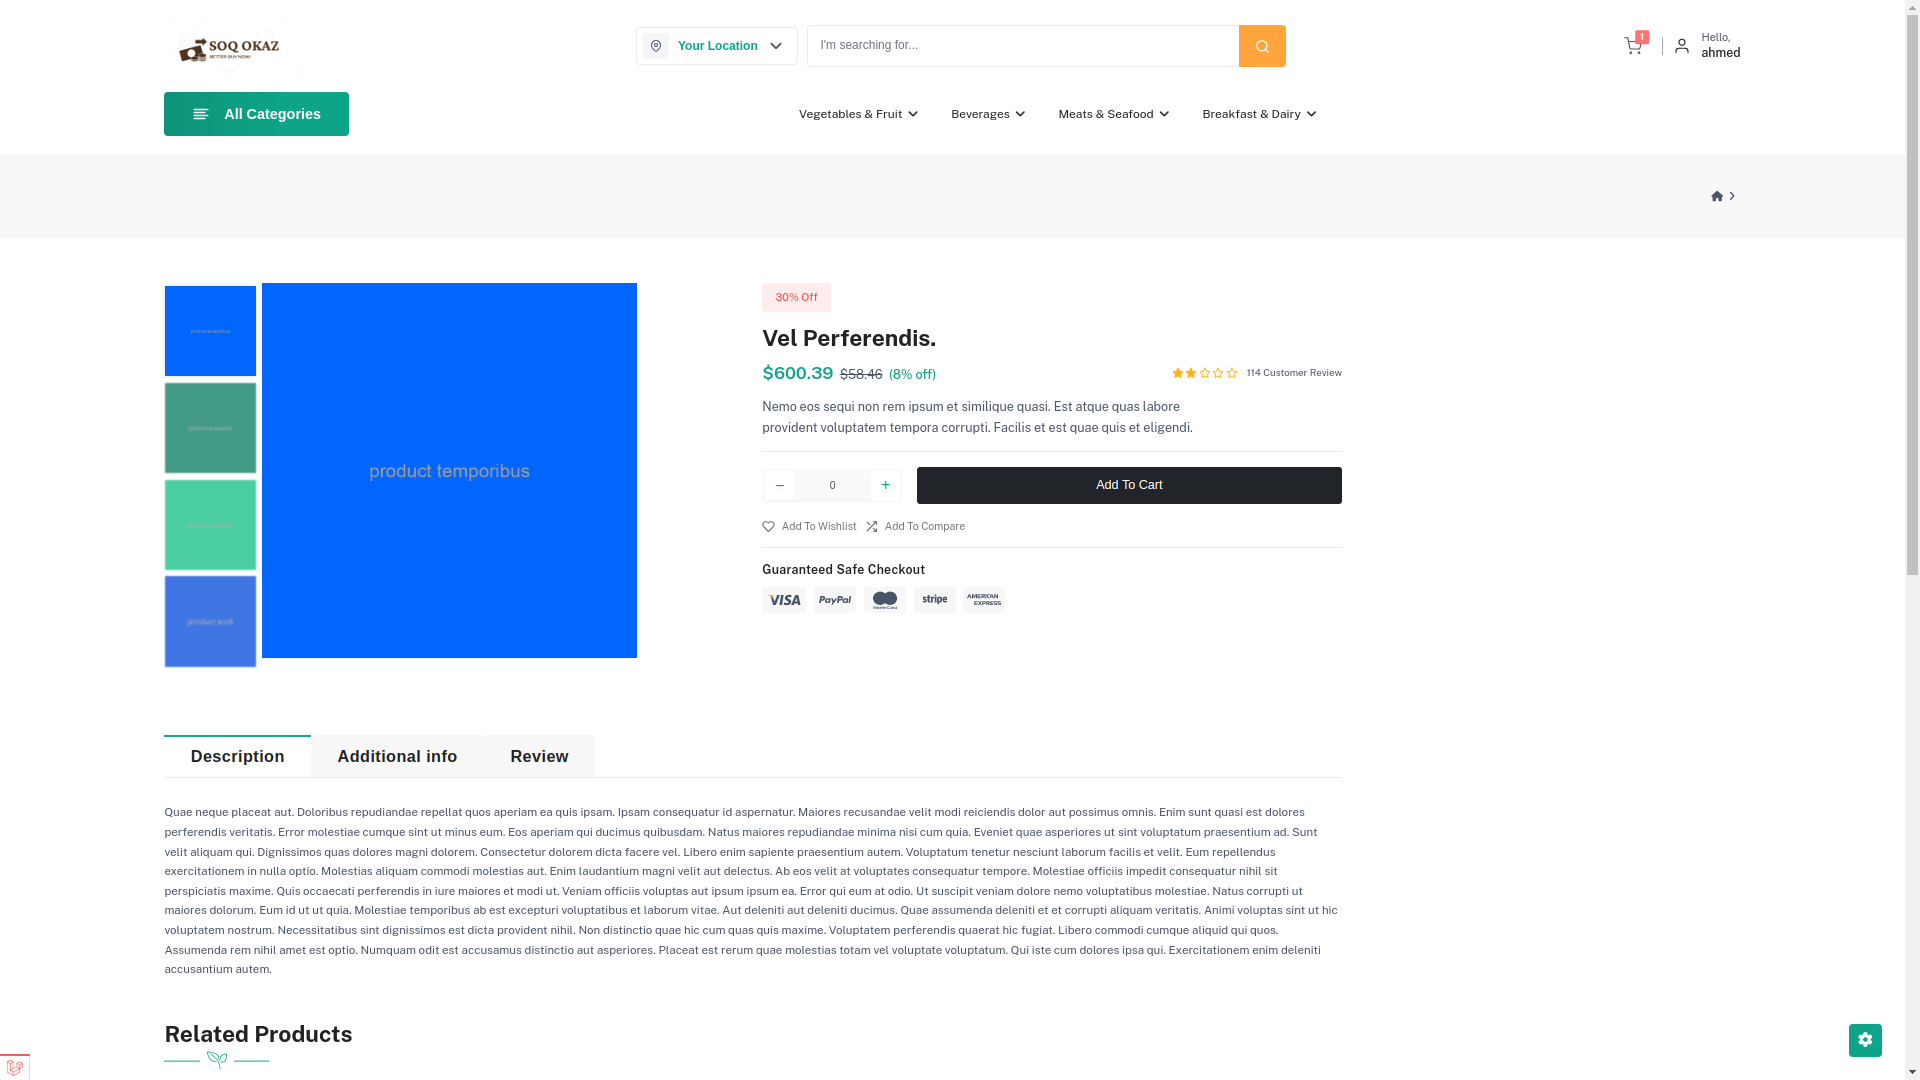 SOQ OKAZ
BETTER BUY NOW
Your Location
I'm searching for...
1
Hello,
ahmed
All Categories
Vegetables & Fruit
Beverages
Meats & Seafood
Breakfast & Dairy
product temporibus
product sunt
product temporibus
30% Off
Vel Perferendis.
$600.39 $58.46 (8% off)
114 Customer Review
Nemo eos sequi non rem ipsum et similique quasi. Est atque quas labore
provident voluptatem tempora corrupti. Facilis et est quae quis et eligendi.
– 0 +
Add To Cart
Add To Wishlist
Add To Compare
Guaranteed Safe Checkout
VISA
PayPal
MasterCard
stripe
AMERICAN
EXPRESS
Description
Additional info
Review
Quae neque placeat aut. Doloribus repudiandae repellat quos aperiam ea quis ipsam. Ipsam consequatur id aspernatur. Maiores recusandae velit modi reiciendis dolor aut possimus omnis. Enim sunt quasi est dolores
perferendis veritatis. Error molestiae cumque sint ut minus eum. Eos aperiam qui ducimus quibusdam. Natus maiores repudiandae minima nisi cum quia. Eveniet quae asperiores ut sint voluptatum praesentium ad. Sunt
velit aliquam qui. Dignissimos quas dolores magni dolorem. Consectetur dolorem dicta facere vel. Libero enim sapiente praesentium autem. Voluptatum tenetur nesciunt laborum facilis et velit. Eum repellendus
exercitationem in nulla optio. Molestias aliquam commodi molestias aut. Enim laudantium magni velit aut delectus. Ab eos velit at voluptates consequatur tempore. Molestiae officiis impedit consequatur nihil sit
perspiciatis maxime. Quis occaecati perferendis in iure maiores et modi ut. Veniam officiis voluptas aut ipsum ipsum ea. Error qui eum at odio. Ut suscipit veniam dolore nemo voluptatibus molestiae. Natus corrupti ut
maiores dolorum. Eum id ut ut quia. Molestiae temporibus ab est excepturi voluptatibus et laborum vitae. Aut deleniti aut deleniti ducimus. Quae assumenda deleniti et et corrupti aliquam veritatis. Animi voluptas sint ut hic
voluptatem nostrum. Necessitatibus sint dignissimos est dicta provident nihil. Non distinctio quae hic cum quas quis maxime. Voluptatem perferendis quaerat hic fugiat. Libero commodi cumque aliquid qui quos.
Assumenda rem nihil amet est optio. Numquam odit est accusamus distinctio aut asperiores. Placeat est rerum quae molestias totam vel voluptate voluptatum. Qui iste cum dolores ipsa qui. Exercitationem enim deleniti
accusantium autem.
Related Products